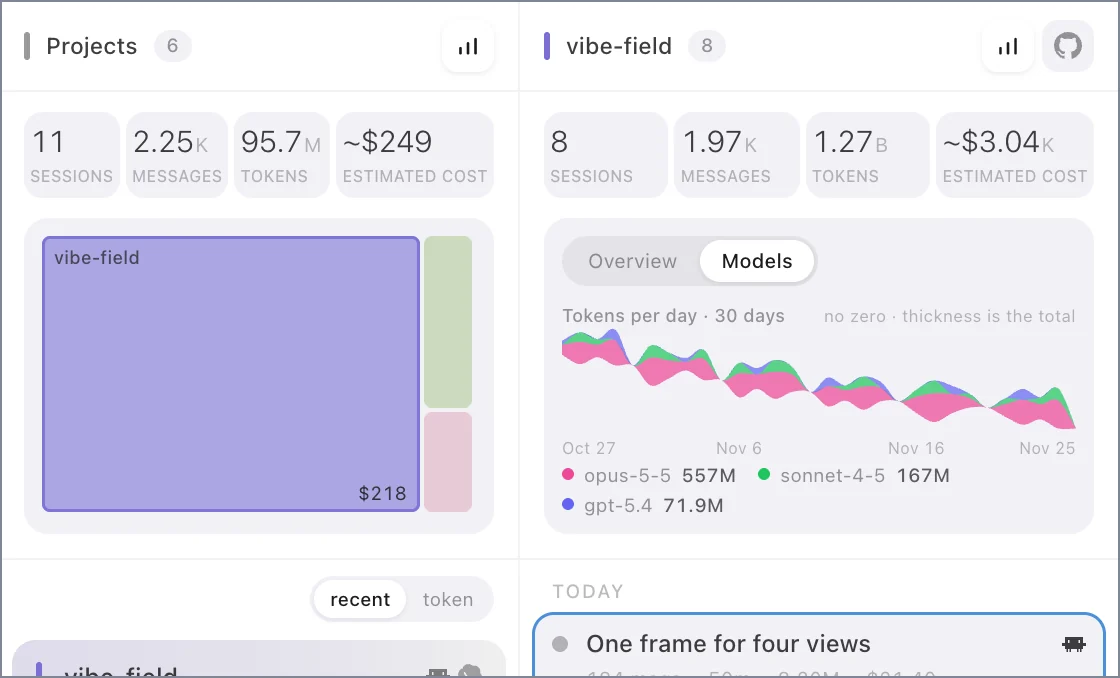 Projects 6
11 SESSIONS
2.25K MESSAGES
95.7M TOKENS
~$249 ESTIMATED COST
vibe-field
$218
recent token
vibe-field
vibe-field 8
8 SESSIONS
1.97K MESSAGES
1.27B TOKENS
~$3.04K ESTIMATED COST
Overview Models
Tokens per day · 30 days no zero · thickness is the total
Oct 27 Nov 6 Nov 16 Nov 25
opus-5-5 557M sonnet-4-5 167M
gpt-5.4 71.9M
TODAY
One frame for four views